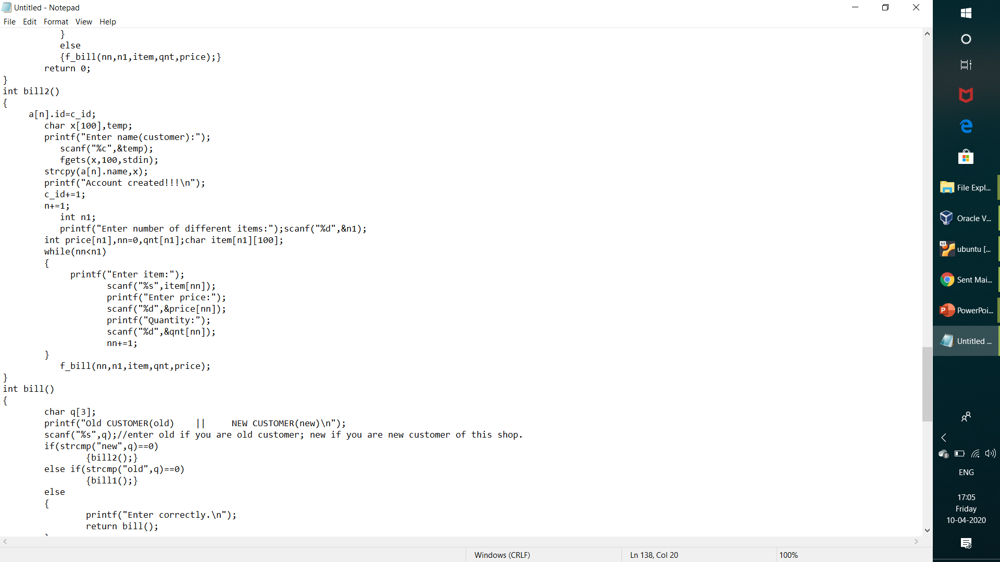 Untitled - Notepad
File Edit Format View Help
}
else
{f_bill(nn,n1,item,qnt,price);}
return 0;
}
int bill2()
{
a[n].id=c_id;
char x[100],temp;
printf("Enter name(customer):");
scanf("%c",&temp);
fgets(x,100,stdin);
strcpy(a[n].name,x);
printf("Account created!!!\n");
c_id+=1;
n+=1;
int n1;
printf("Enter number of different items:");scanf("%d",&n1);
int price[n1],nn=0,qnt[n1];char item[n1][100];
while(nn<n1)
{
printf("Enter item:");
scanf("%s",item[nn]);
printf("Enter price:");
scanf("%d",&price[nn]);
printf("Quantity:");
scanf("%d",&qnt[nn]);
nn+=1;
}
f_bill(nn,n1,item,qnt,price);
}
int bill()
{
char q[3];
printf("Old CUSTOMER(old)    ||     NEW CUSTOMER(new)\n");
scanf("%s",q);//enter old if you are old customer; new if you are new customer of this shop.
if(strcmp("new",q)==0)
{bill2();}
else if(strcmp("old",q)==0)
{bill1();}
else
{
printf("Enter correctly.\n");
return bill();
}
Windows (CRLF)
Ln 138, Col 20
100%
File Expl...
Oracle V...
64
ubuntu [...
Sent Mai...
P
PowerPoi...
Untitled ...
ENG
17:05
Friday
10-04-2020